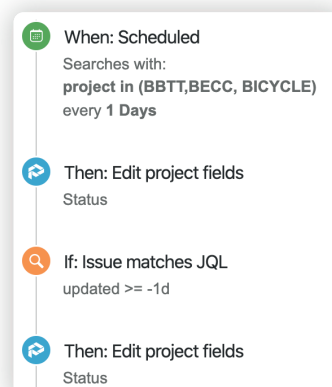 When: Scheduled
Searches with:
project in (BBTT,BECC, BICYCLE)
every 1 Days
Then: Edit project fields
Status
If: Issue matches JQL
updated >= -1d
Then: Edit project fields
Status